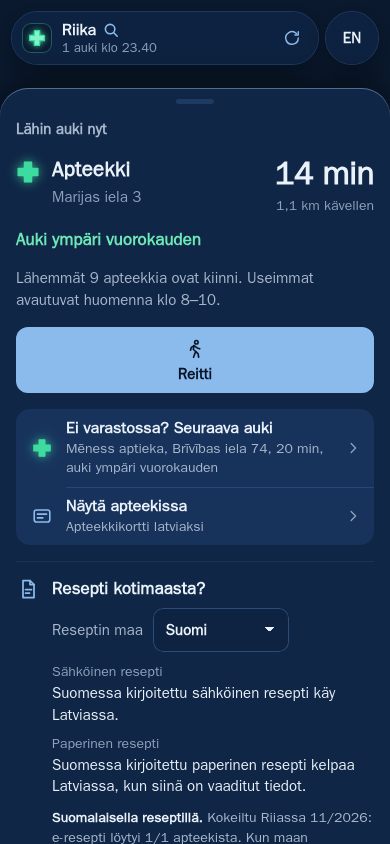 Riika
1 auki klo 23.40
EN
Lähin auki nyt
Apteekki
14 min
Marijas iela 3
1,1 km kävellen
Auki ympäri vuorokauden
Lähemmät 9 apteekkia ovat kiinni. Useimmat
avautuvat huomenna klo 8–10.
Reitti
Ei varastossa? Seuraava auki
Mēness aptieka, Brīvības iela 74, 20 min,
auki ympäri vuorokauden
Näytä apteekissa
Apteekkikortti latviaksi
Resepti kotimaasta?
Reseptin maa
Suomi
Sähköinen resepti
Suomessa kirjoitettu sähköinen resepti käy
Latviassa.
Paperinen resepti
Suomessa kirjoitettu paperinen resepti kelpaa
Latviassa, kun siinä on vaaditut tiedot.
Suomalaisella reseptillä. Kokeiltu Riiassa 11/2026:
e-resepti löytyi 1/1 apteekista. Kun maan